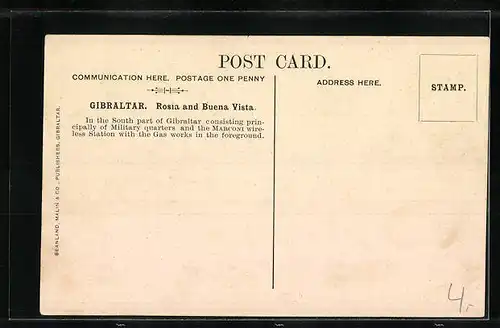 POST CARD.
COMMUNICATION HERE. POSTAGE ONE PENNY
ADDRESS HERE.
STAMP.
GIBRALTAR. Rosia and Buena Vista.
In the South part of Gibraltar consisting prin-
cipally of Military quarters and the MARCONI wire-
less Station with the Gas works in the foreground.
BEANLAND, MALIN & CO., PUBLISHERS, GIBRALTAR.
4,-